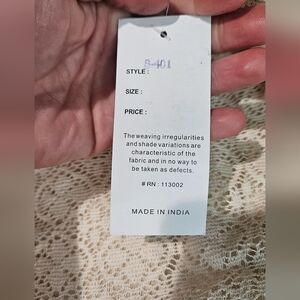 B-401
STYLE :
SIZE :
PRICE :
The weaving irregularities
and shade variations are
characteristic of the
fabric and in no way to
be taken as defects.
# RN : 113002
MADE IN INDIA